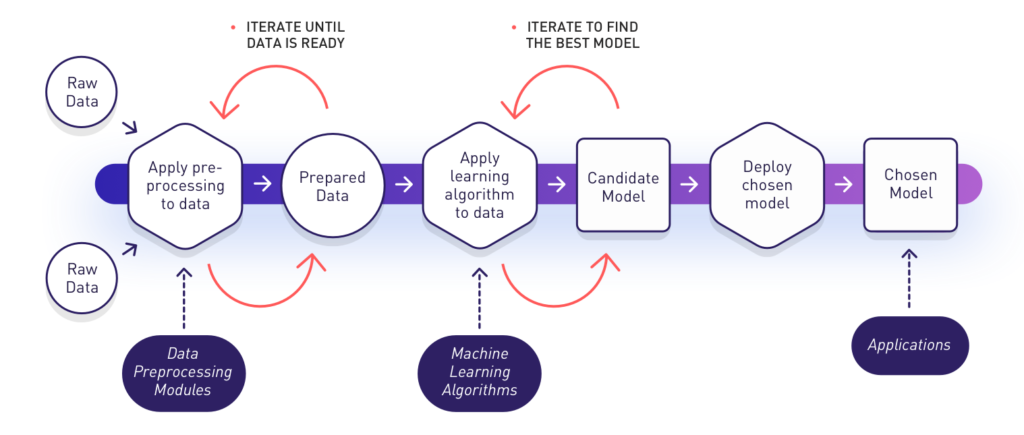 • ITERATE UNTIL
DATA IS READY
• ITERATE TO FIND
THE BEST MODEL
Raw
Data
Apply pre-
processing
to data
Prepared
Data
Apply
learning
algorithm
to data
Candidate
Model
Deploy
chosen
model
Chosen
Model
Raw
Data
Data
Preprocessing
Modules
Machine
Learning
Algorithms
Applications